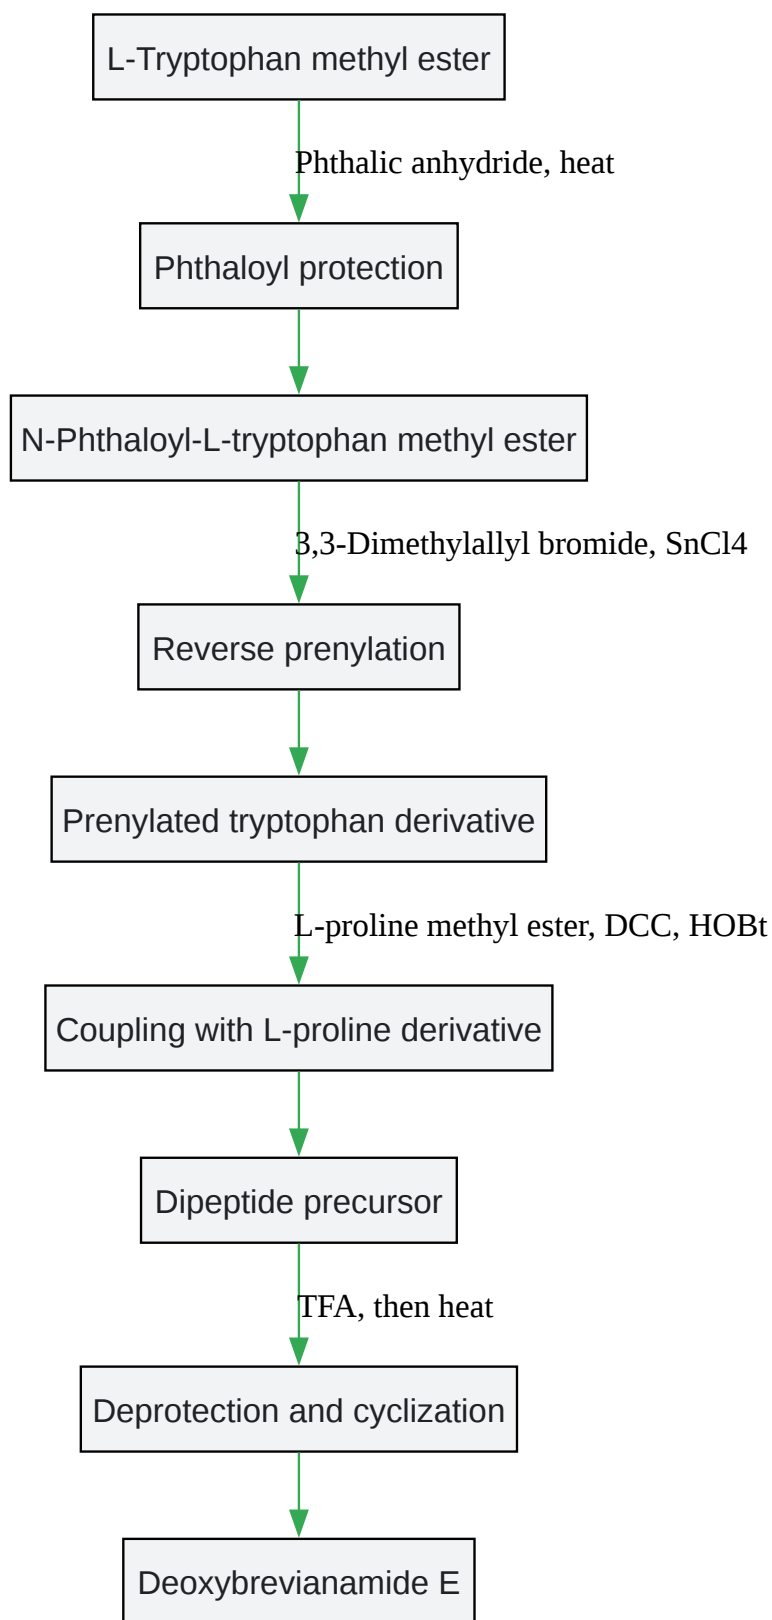 L-Tryptophan methyl ester
Phthalic anhydride, heat
Phthaloyl protection
N-Phthaloyl-L-tryptophan methyl ester
3,3-Dimethylallyl bromide, SnCl4
Reverse prenylation
Prenylated tryptophan derivative
L-proline methyl ester, DCC, HOBt
Coupling with L-proline derivative
Dipeptide precursor
TFA, then heat
Deprotection and cyclization
Deoxybrevianamide E